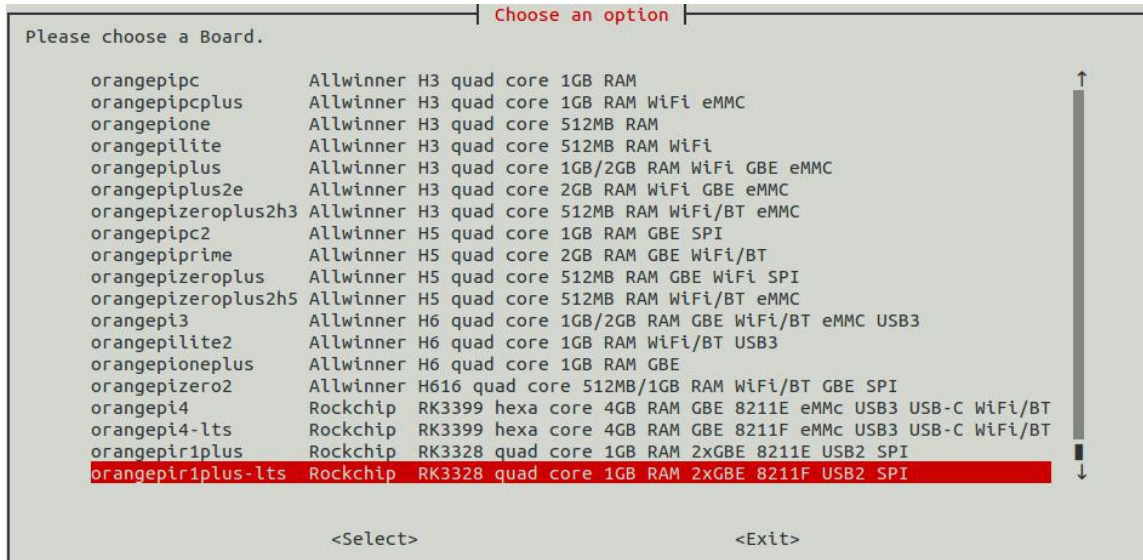 Choose an option
Please choose a Board.
orangepipc Allwinner H3 quad core 1GB RAM
orangepipcplus Allwinner H3 quad core 1GB RAM WiFi eMMC
orangepione Allwinner H3 quad core 512MB RAM
orangepilite Allwinner H3 quad core 512MB RAM WiFi
orangepiplus Allwinner H3 quad core 1GB/2GB RAM WiFi GBE eMMC
orangepiplus2e Allwinner H3 quad core 2GB RAM WiFi GBE eMMC
orangepizeroplus2h3 Allwinner H3 quad core 512MB RAM WiFi/BT eMMC
orangepipc2 Allwinner H5 quad core 1GB RAM GBE SPI
orangepiprime Allwinner H5 quad core 2GB RAM GBE WiFi/BT
orangepizeroplus Allwinner H5 quad core 512MB RAM GBE WiFi SPI
orangepizeroplus2h5 Allwinner H5 quad core 512MB RAM WiFi/BT eMMC
orangepi3 Allwinner H6 quad core 1GB/2GB RAM GBE WiFi/BT eMMC USB3
orangepilite2 Allwinner H6 quad core 1GB RAM WiFi/BT USB3
orangepioneplus Allwinner H6 quad core 1GB RAM GBE
orangepizero2 Allwinner H616 quad core 512MB/1GB RAM WiFi/BT GBE SPI
orangepi4 Rockchip RK3399 hexa core 4GB RAM GBE 8211E eMMc USB3 USB-C WiFi/BT
orangepi4-lts Rockchip RK3399 hexa core 4GB RAM GBE 8211F eMMc USB3 USB-C WiFi/BT
orangepir1plus Rockchip RK3328 quad core 1GB RAM 2xGBE 8211E USB2 SPI
orangepir1plus-lts Rockchip RK3328 quad core 1GB RAM 2xGBE 8211F USB2 SPI
<Select> <Exit>